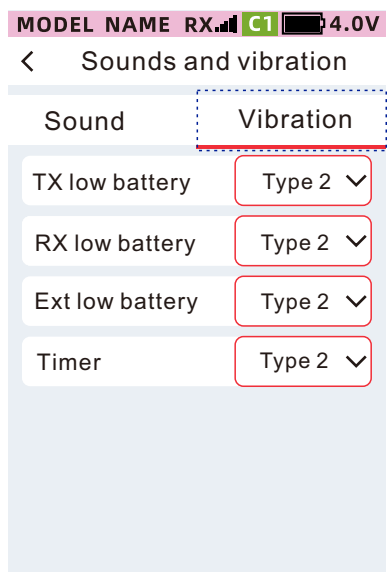 MODEL NAME RX C1 4.0V
Sounds and vibration
Sound Vibration
TX low battery Type 2
RX low battery Type 2
Ext low battery Type 2
Timer Type 2